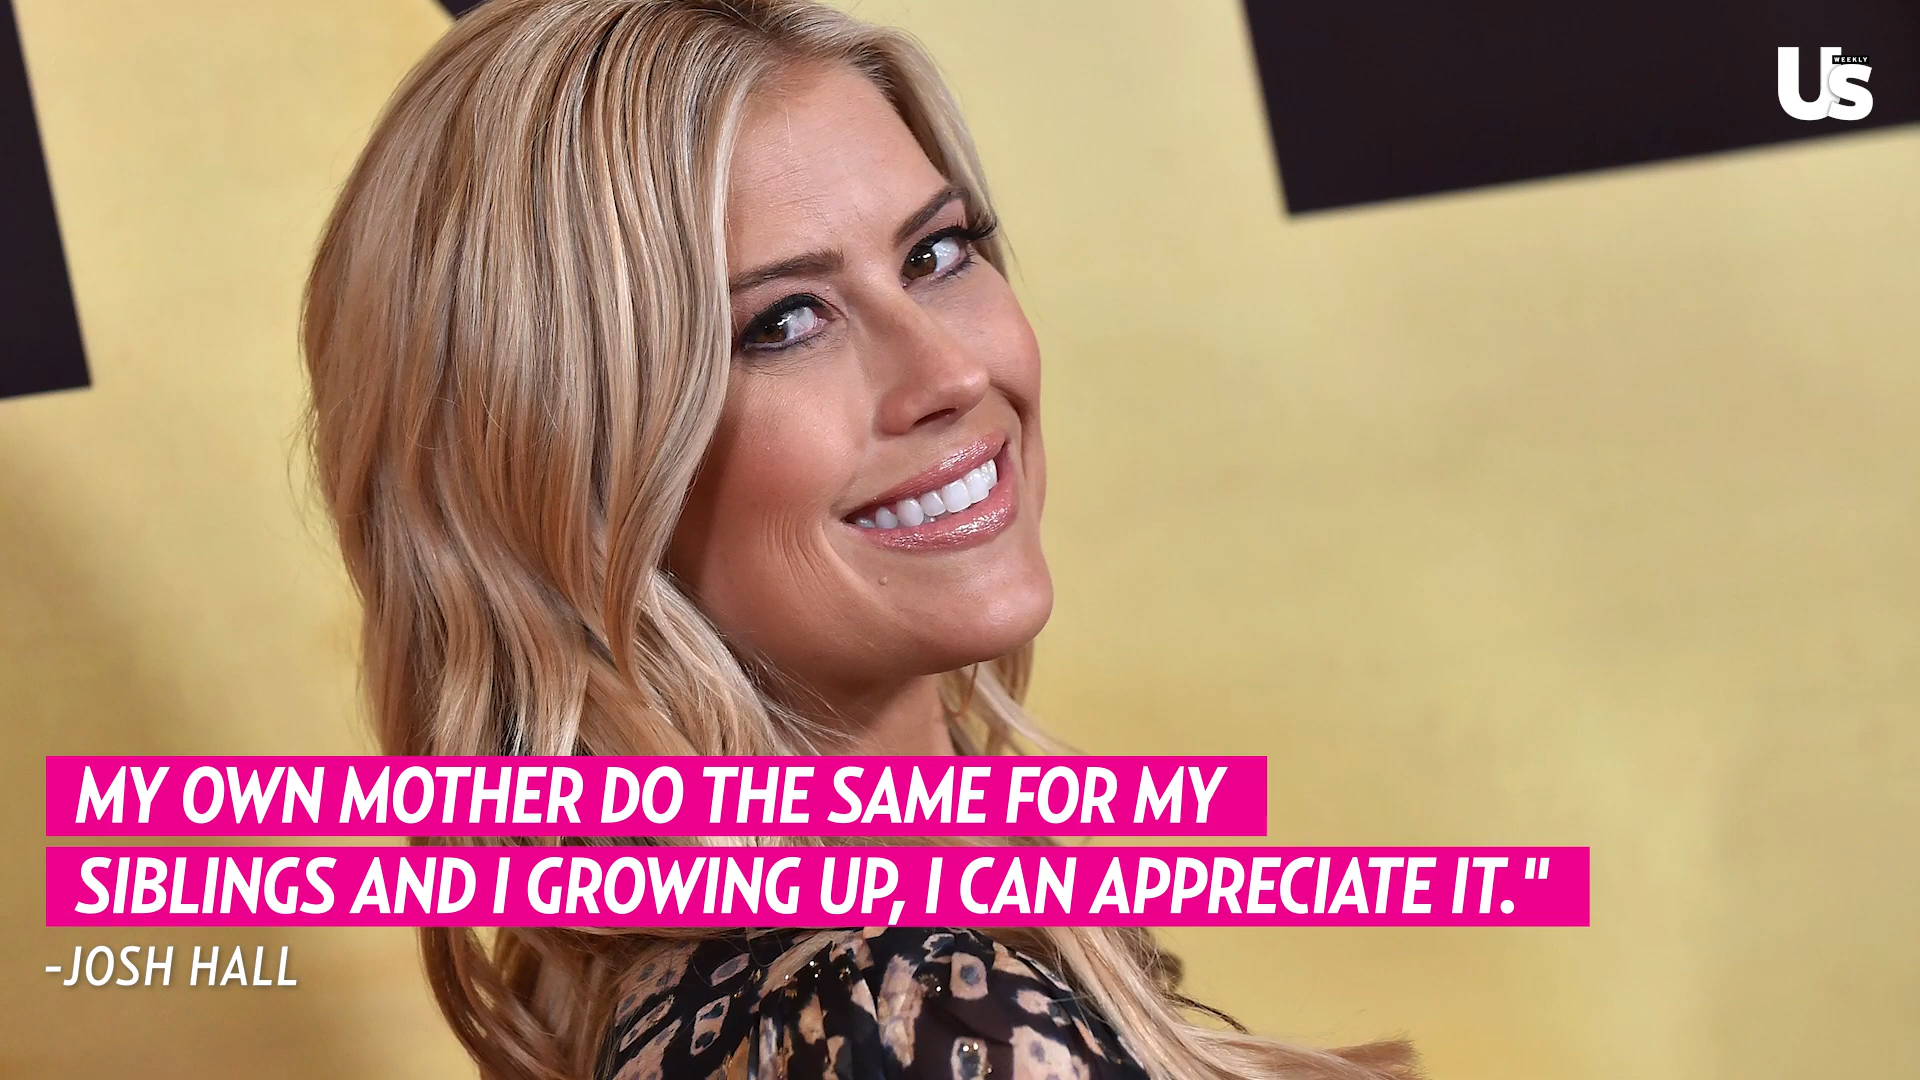 Us
WEEKLY
MY OWN MOTHER DO THE SAME FOR MY
SIBLINGS AND I GROWING UP, I CAN APPRECIATE IT."
-JOSH HALL